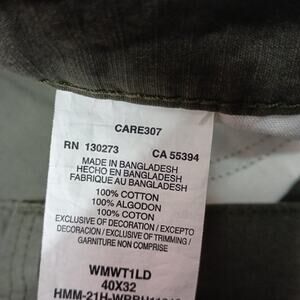 CARE307
RN 130273 CA 55394
MADE IN BANGLADESH
HECHO EN BANGLADESH
FABRIQUE AU BANGLADESH
100% COTTON
100% ALGODON
100% COTON
EXCLUSIVE OF DECORATION / EXCEPTO
DECORACION / EXCLUSIVE OF TRIMMING /
GARNITURE NON COMPRISE
WMWT1LD
40X32